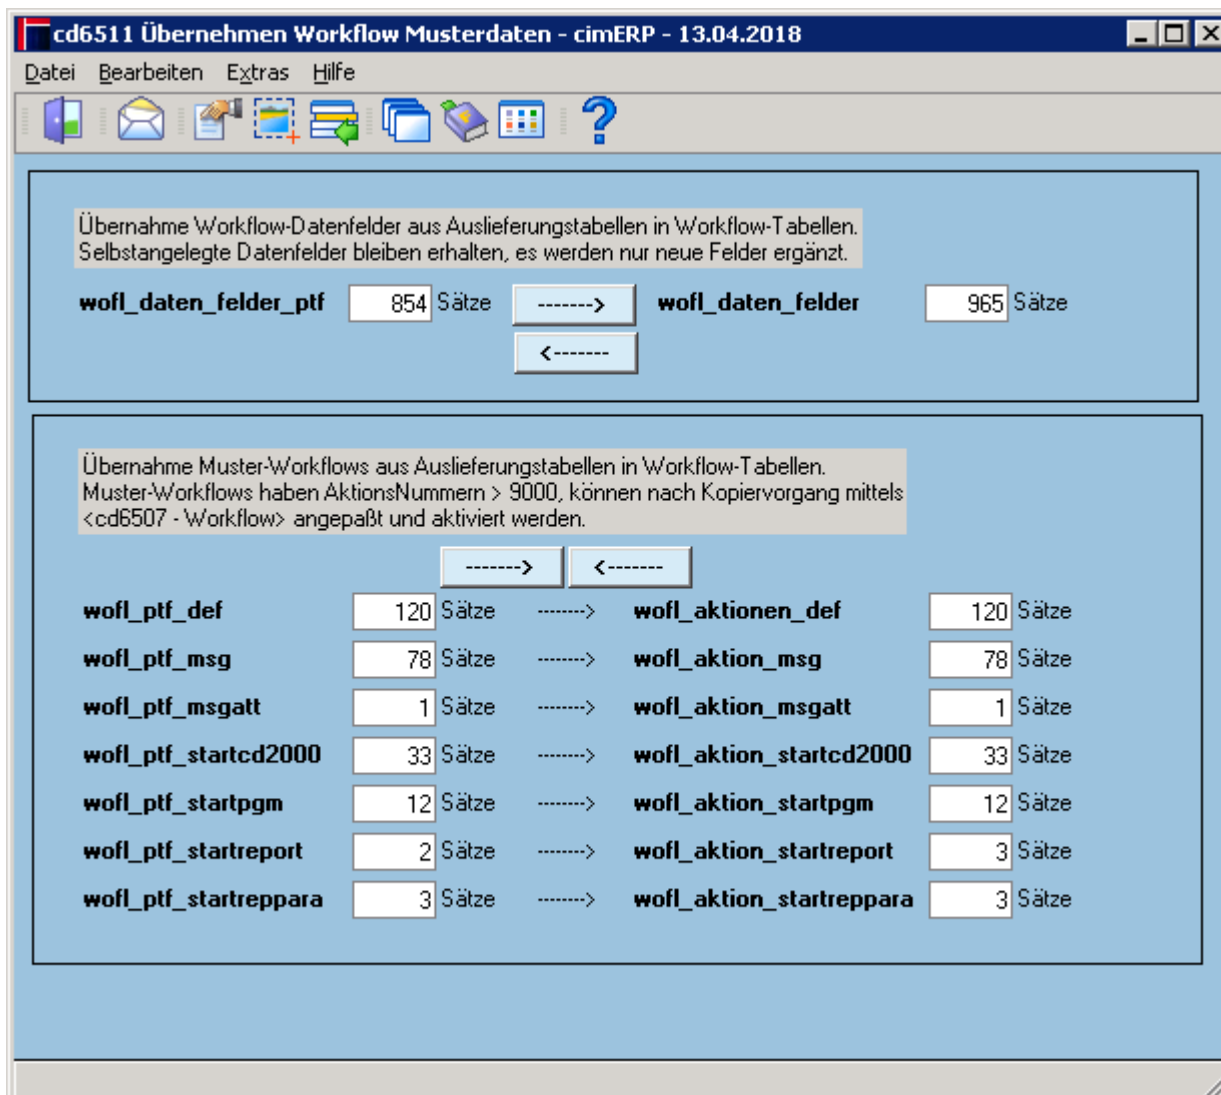 cd6511 Übernehmen Workflow Musterdaten - cimERP - 13.04.2018
Datei Bearbeiten Extras Hilfe
Übernahme Workflow-Datenfelder aus Auslieferungstabellen in Workflow-Tabellen.
Selbstangelegte Datenfelder bleiben erhalten, es werden nur neue Felder ergänzt.
wofl_daten_felder_ptf 854 Sätze -------> wofl_daten_felder 965 Sätze
<-------
Übernahme Muster-Workflows aus Auslieferungstabellen in Workflow-Tabellen.
Muster-Workflows haben AktionsNummern > 9000, können nach Kopiervorgang mittels
<cd6507 - Workflow> angepaßt und aktiviert werden.
-------> <-------
wofl_ptf_def 120 Sätze -------> wofl_aktionen_def 120 Sätze
wofl_ptf_msg 78 Sätze -------> wofl_aktion_msg 78 Sätze
wofl_ptf_msgatt 1 Sätze -------> wofl_aktion_msgatt 1 Sätze
wofl_ptf_startcd2000 33 Sätze -------> wofl_aktion_startcd2000 33 Sätze
wofl_ptf_startpgm 12 Sätze -------> wofl_aktion_startpgm 12 Sätze
wofl_ptf_startreport 2 Sätze -------> wofl_aktion_startreport 3 Sätze
wofl_ptf_startreppara 3 Sätze -------> wofl_aktion_startreppara 3 Sätze